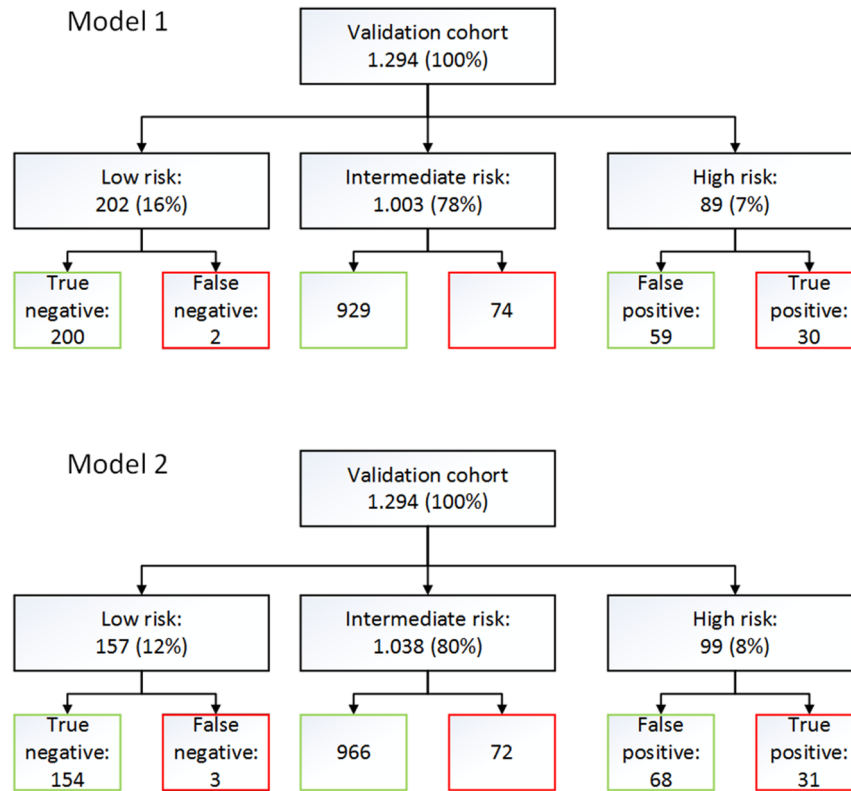 Model 1
Validation cohort
1.294 (100%)
Low risk:
202 (16%)
Intermediate risk:
1.003 (78%)
High risk:
89 (7%)
True
negative:
200
False
negative:
2
929
74
False
positive:
59
True
positive:
30
Model 2
Validation cohort
1.294 (100%)
Low risk:
157 (12%)
Intermediate risk:
1.038 (80%)
High risk:
99 (8%)
True
negative:
154
False
negative:
3
966
72
False
positive:
68
True
positive:
31